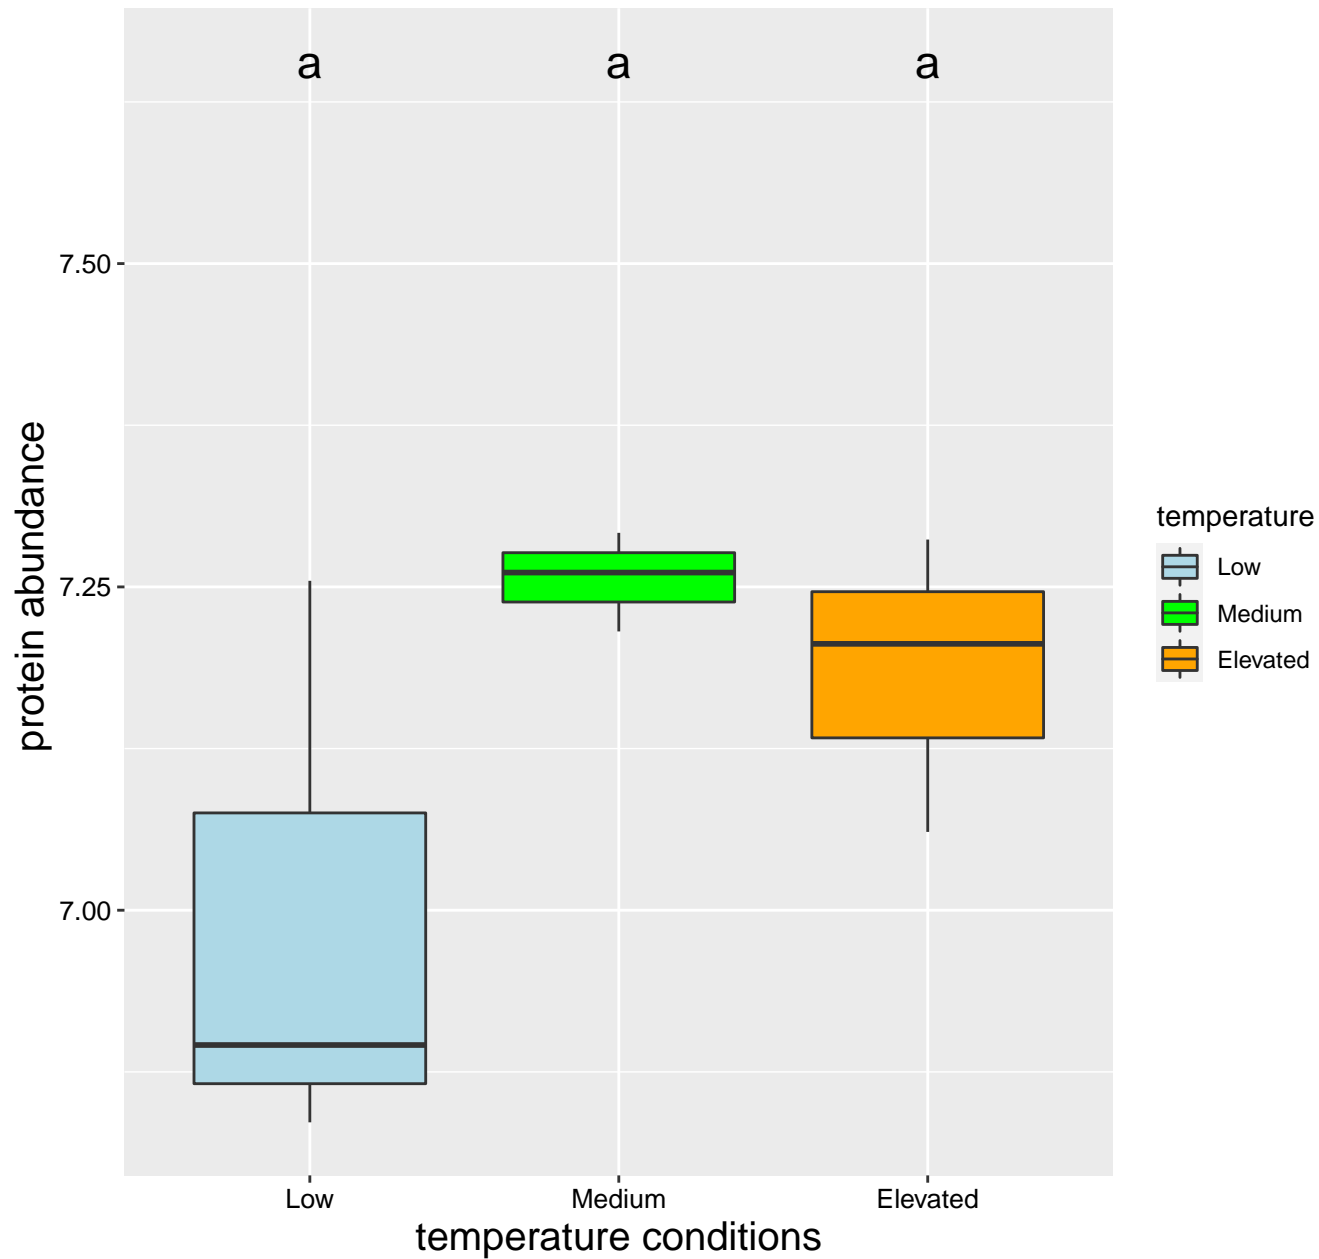 a a a
7.50
7.25
7.00
protein abundance
Low Medium Elevated
temperature conditions
temperature
Low
Medium
Elevated